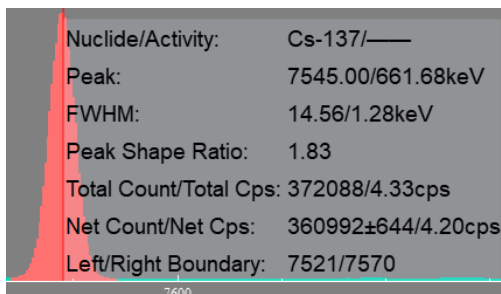 Nuclide/Activity: Cs-137/——
Peak: 7545.00/661.68keV
FWHM: 14.56/1.28keV
Peak Shape Ratio: 1.83
Total Count/Total Cps: 372088/4.33cps
Net Count/Net Cps: 360992±644/4.20cps
Left/Right Boundary: 7521/7570
7600